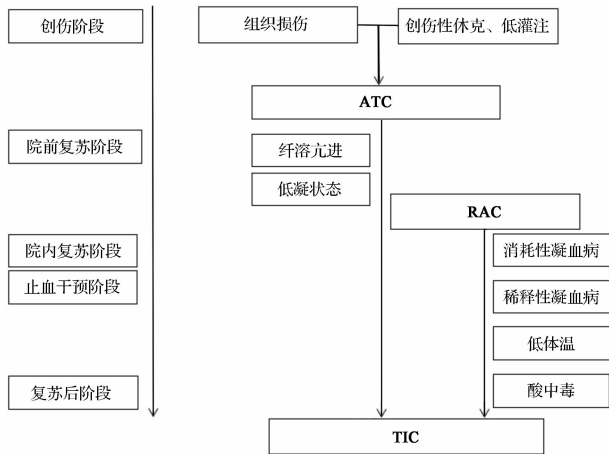 创伤阶段
组织损伤
创伤性休克、低灌注
ATC
院前复苏阶段
纤溶亢进
低凝状态
RAC
院内复苏阶段
消耗性凝血病
止血干预阶段
稀释性凝血病
低体温
复苏后阶段
酸中毒
TIC